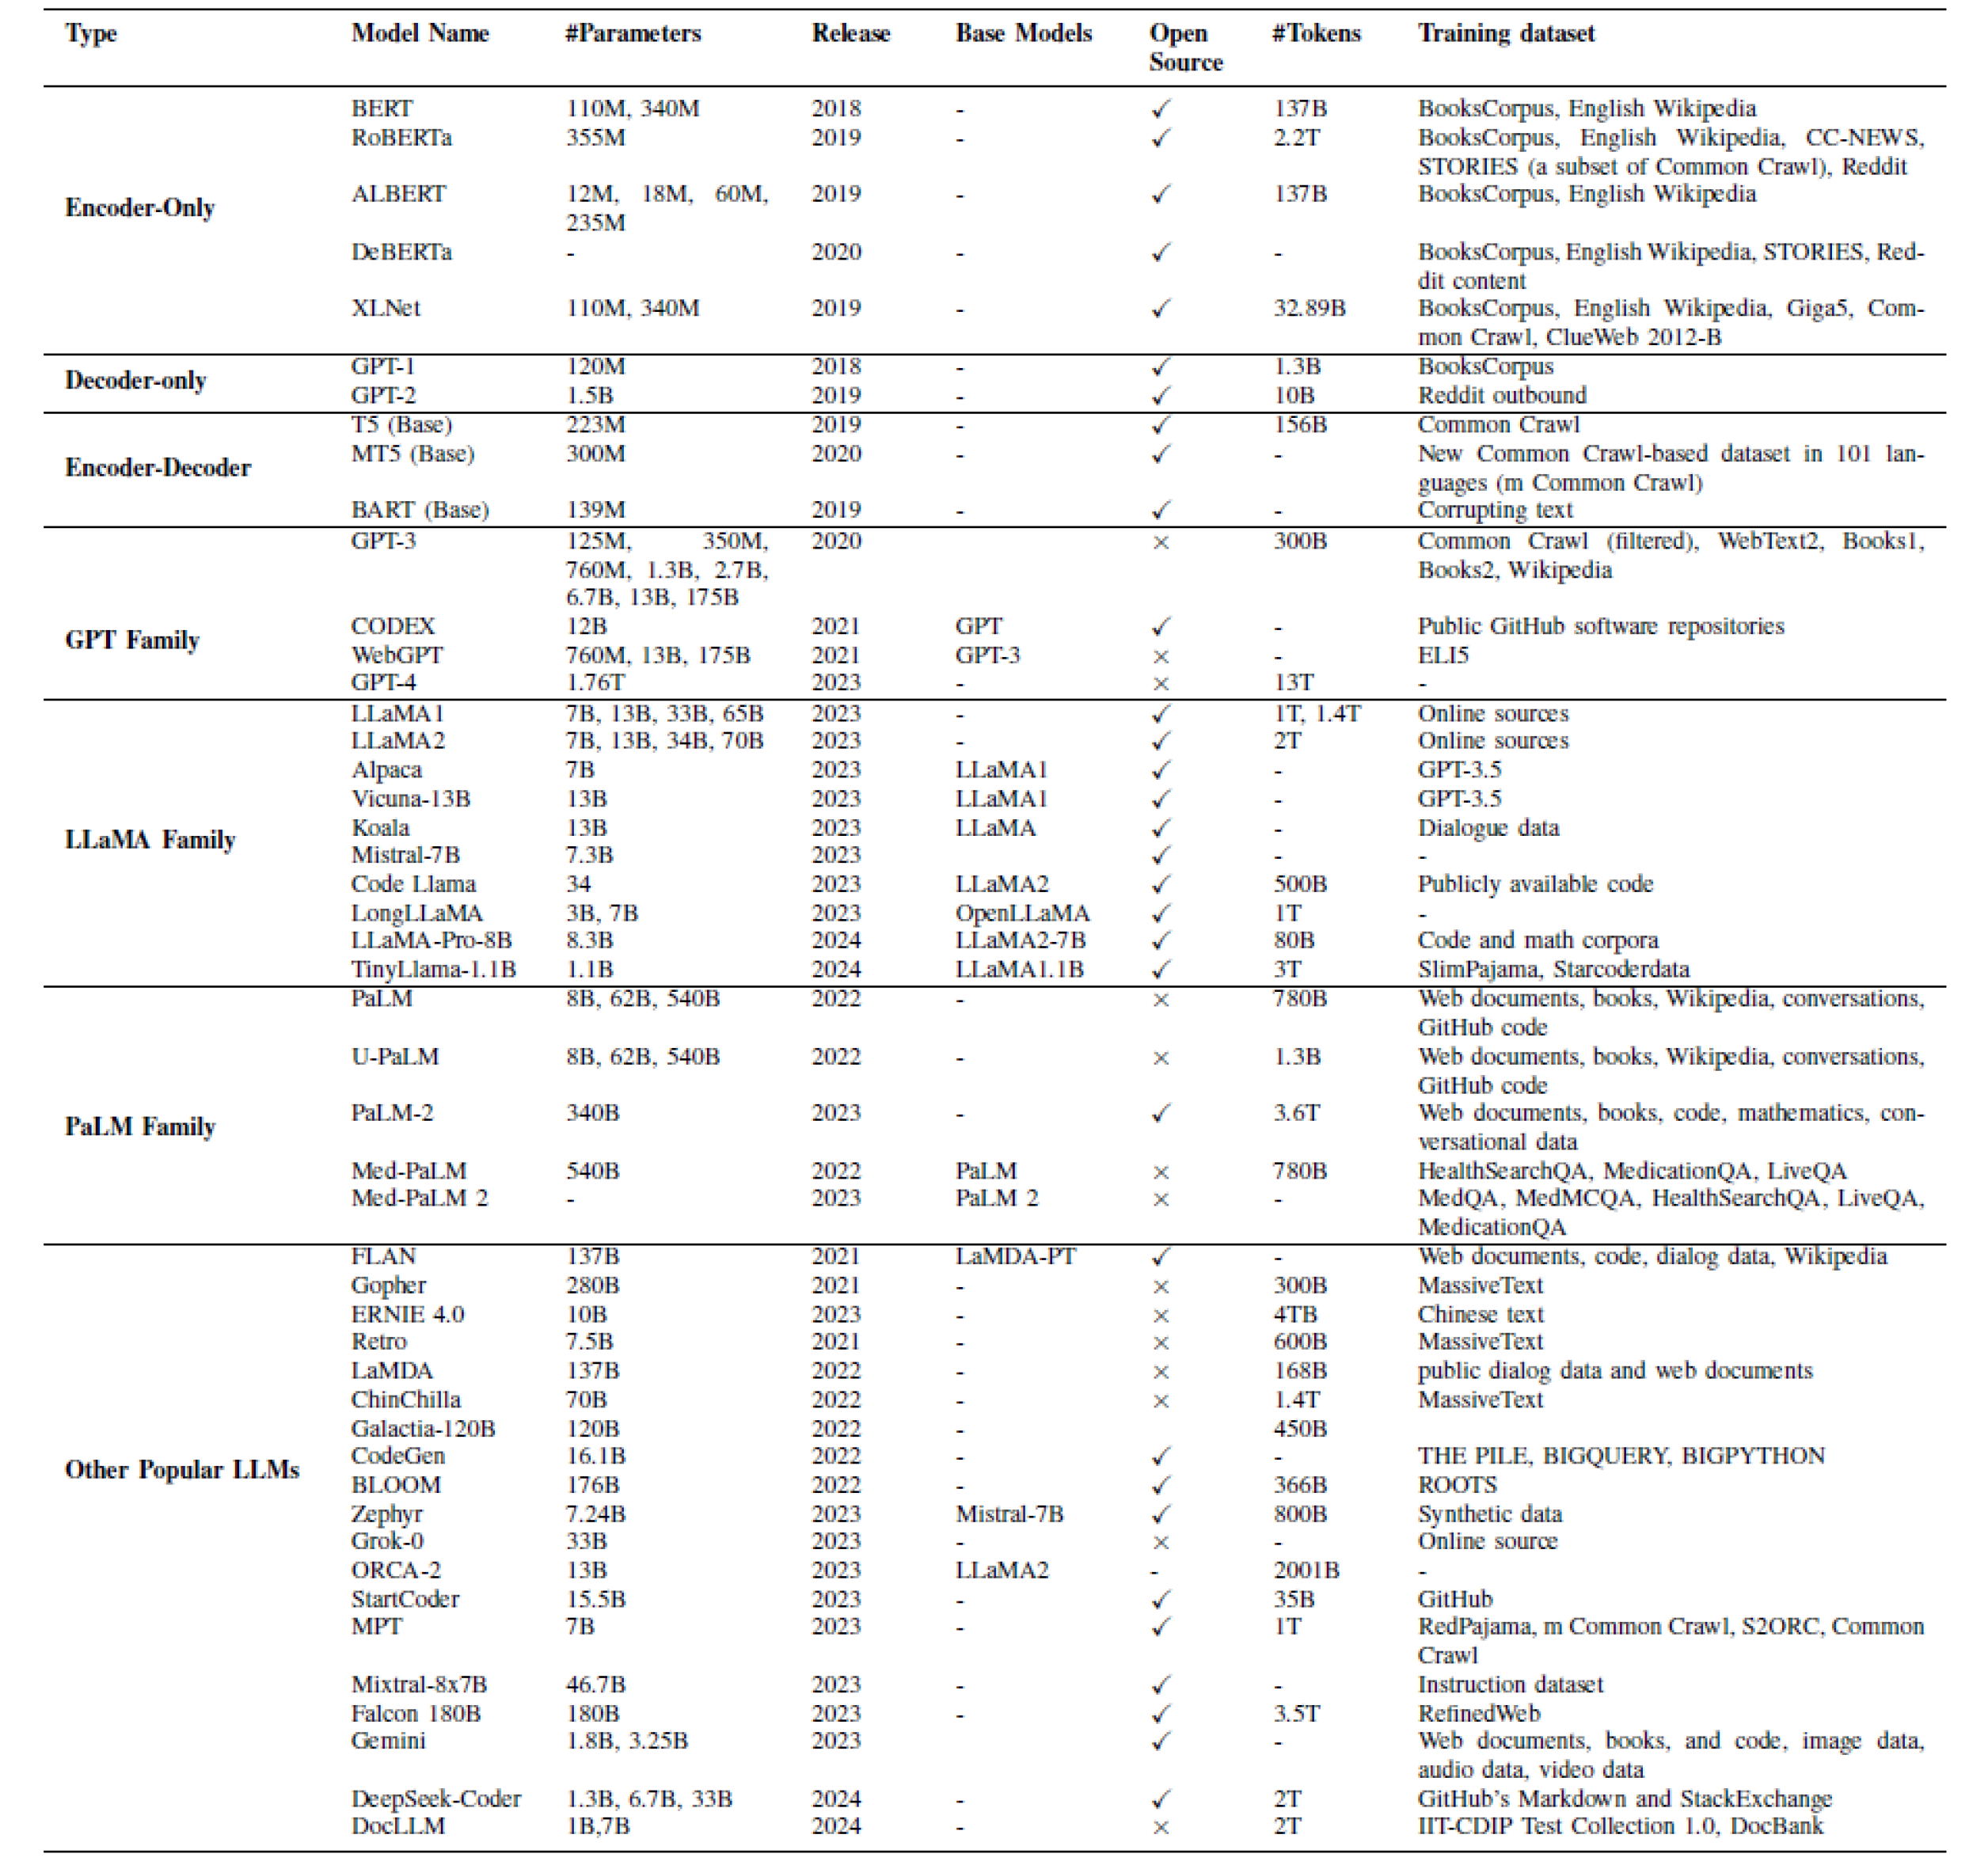 Type Model Name #Parameters Release Base Models Open Source #Tokens Training dataset
Encoder-Only
BERT 110M, 340M 2018 - ✓ 137B BooksCorpus, English Wikipedia
RoBERTa 355M 2019 - ✓ 2.2T BooksCorpus, English Wikipedia, CC-NEWS,
STORIES (a subset of Common Crawl), Reddit
ALBERT 12M, 18M, 60M, 2019 - ✓ 137B BooksCorpus, English Wikipedia
235M
DeBERTa - 2020 - ✓ - BooksCorpus, English Wikipedia, STORIES, Red-
dit content
XLNet 110M, 340M 2019 - ✓ 32.89B BooksCorpus, English Wikipedia, Giga5, Com-
mon Crawl, ClueWeb 2012-B
Decoder-only
GPT-1 120M 2018 - ✓ 1.3B BooksCorpus
GPT-2 1.5B 2019 - ✓ 10B Reddit outbound
Encoder-Decoder
T5 (Base) 223M 2019 - ✓ 156B Common Crawl
MT5 (Base) 300M 2020 - ✓ - New Common Crawl-based dataset in 101 lan-
guages (m Common Crawl)
BART (Base) 139M 2019 - ✓ - Corrupting text
GPT Family
GPT-3 125M, 350M, 2020 × 300B Common Crawl (filtered), WebText2, Books1,
760M, 1.3B, 2.7B, Books2, Wikipedia
6.7B, 13B, 175B
CODEX 12B 2021 GPT ✓ - Public GitHub software repositories
WebGPT 760M, 13B, 175B 2021 GPT-3 × - ELI5
GPT-4 1.76T 2023 - × 13T -
LLaMA Family
LLaMA1 7B, 13B, 33B, 65B 2023 - ✓ 1T, 1.4T Online sources
LLaMA2 7B, 13B, 34B, 70B 2023 - ✓ 2T Online sources
Alpaca 7B 2023 LLaMA1 ✓ - GPT-3.5
Vicuna-13B 13B 2023 LLaMA1 ✓ - GPT-3.5
Koala 13B 2023 LLaMA ✓ - Dialogue data
Mistral-7B 7.3B 2023 ✓ - -
Code Llama 34 2023 LLaMA2 ✓ 500B Publicly available code
LongLLaMA 3B, 7B 2023 OpenLLaMA ✓ 1T -
LLaMA-Pro-8B 8.3B 2024 LLaMA2-7B ✓ 80B Code and math corpora
TinyLlama-1.1B 1.1B 2024 LLaMA1.1B ✓ 3T SlimPajama, Starcoderdata
PaLM Family
PaLM 8B, 62B, 540B 2022 - × 780B Web documents, books, Wikipedia, conversations,
GitHub code
U-PaLM 8B, 62B, 540B 2022 - × 1.3B Web documents, books, Wikipedia, conversations,
GitHub code
PaLM-2 340B 2023 - ✓ 3.6T Web documents, books, code, mathematics, con-
versational data
Med-PaLM 540B 2022 PaLM × 780B HealthSearchQA, MedicationQA, LiveQA
Med-PaLM 2 - 2023 PaLM 2 × - MedQA, MedMCQA, HealthSearchQA, LiveQA,
MedicationQA
Other Popular LLMs
FLAN 137B 2021 LaMDA-PT ✓ - Web documents, code, dialog data, Wikipedia
Gopher 280B 2021 - × 300B MassiveText
ERNIE 4.0 10B 2023 - × 4TB Chinese text
Retro 7.5B 2021 - × 600B MassiveText
LaMDA 137B 2022 - × 168B public dialog data and web documents
ChinChilla 70B 2022 - × 1.4T MassiveText
Galactia-120B 120B 2022 - 450B
CodeGen 16.1B 2022 - ✓ - THE PILE, BIGQUERY, BIGPYTHON
BLOOM 176B 2022 - ✓ 366B ROOTS
Zephyr 7.24B 2023 Mistral-7B ✓ 800B Synthetic data
Grok-0 33B 2023 - × - Online source
ORCA-2 13B 2023 LLaMA2 - 2001B -
StartCoder 15.5B 2023 - ✓ 35B GitHub
MPT 7B 2023 - ✓ 1T RedPajama, m Common Crawl, S2ORC, Common
Crawl
Mixtral-8x7B 46.7B 2023 - ✓ - Instruction dataset
Falcon 180B 180B 2023 - ✓ 3.5T RefinedWeb
Gemini 1.8B, 3.25B 2023 ✓ - Web documents, books, and code, image data,
audio data, video data
DeepSeek-Coder 1.3B, 6.7B, 33B 2024 - ✓ 2T GitHub's Markdown and StackExchange
DocLLM 1B,7B 2024 - × 2T IIT-CDIP Test Collection 1.0, DocBank